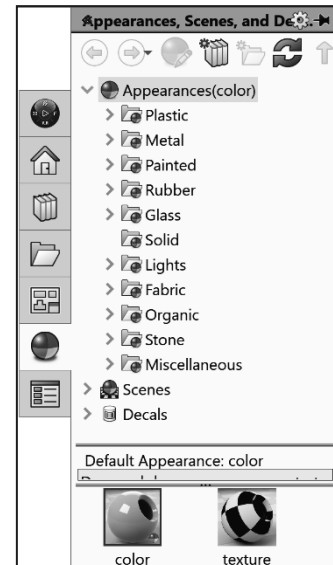 Appearances, Scenes, and De
Appearances(color)
Plastic
Metal
Painted
Rubber
Glass
Solid
Lights
Fabric
Organic
Stone
Miscellaneous
Scenes
Decals
Default Appearance: color
color
texture